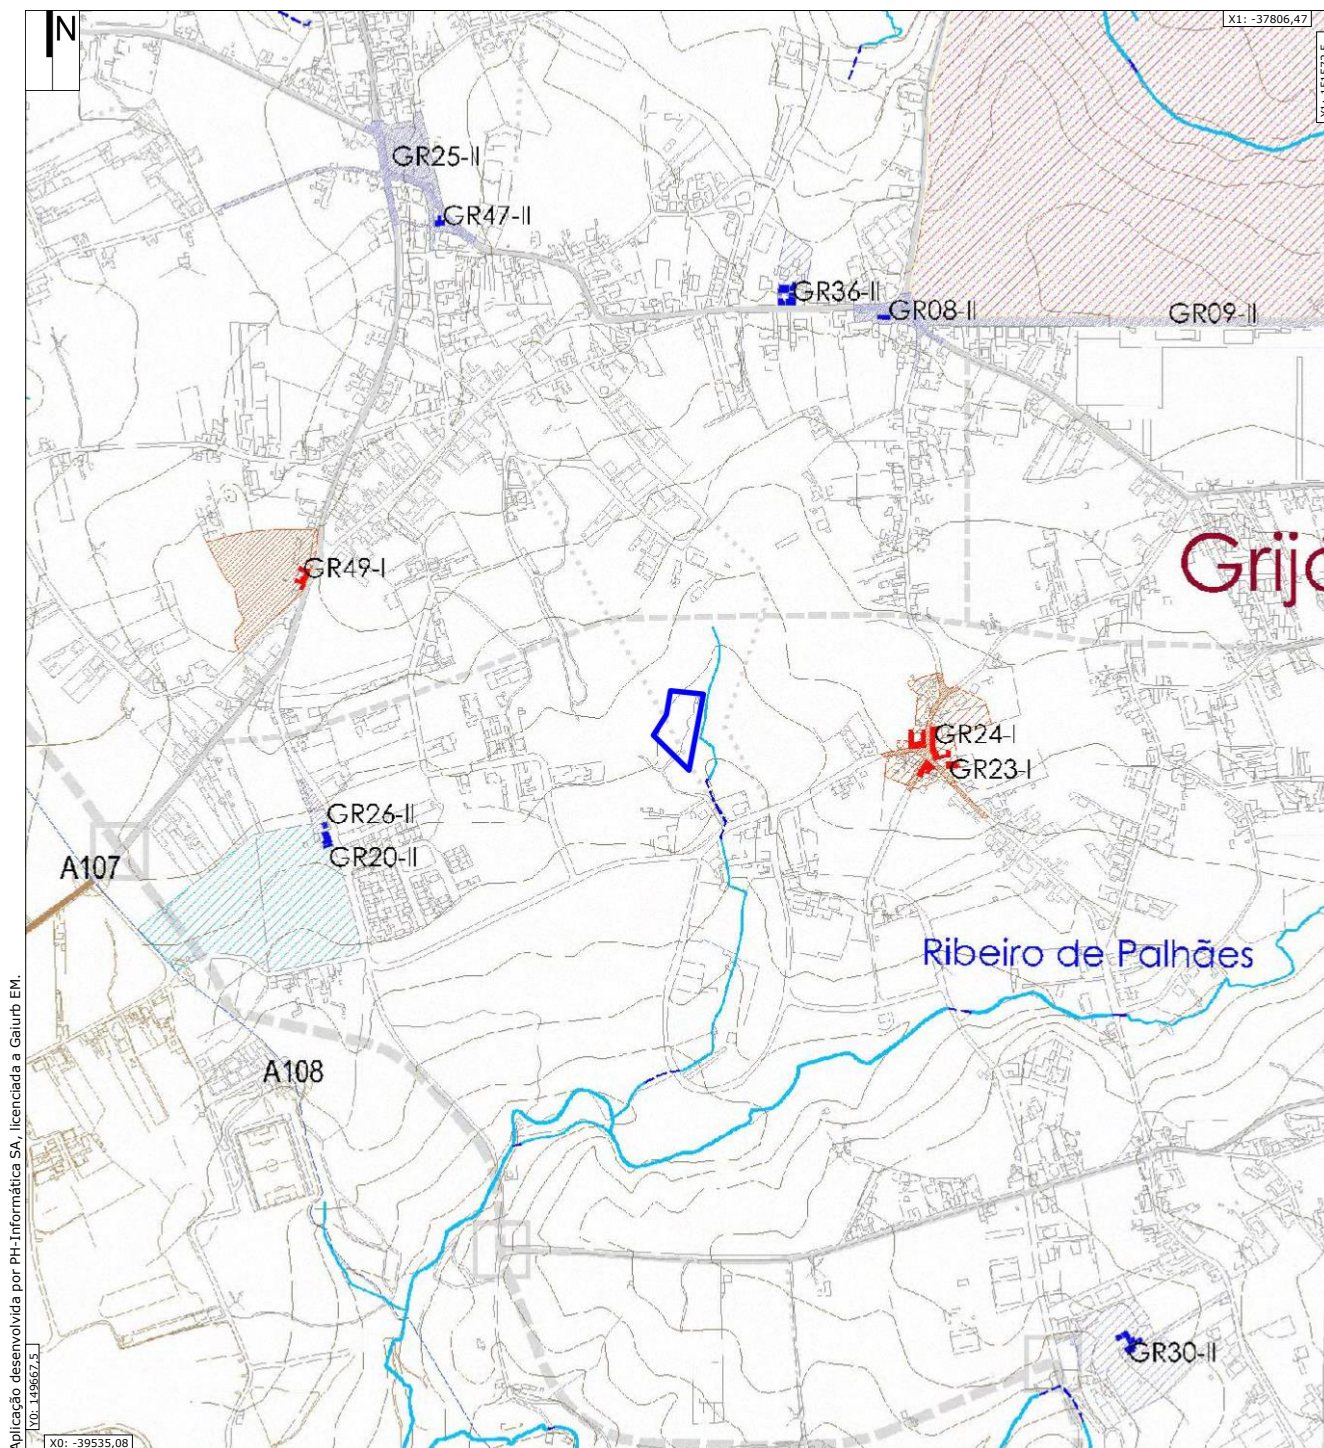 N
X1: -37806,47
GR25-II
GR47-II
GR36-II
GR08-II
GR09-II
GR49-I
Grijó
GR24-I
GR23-I
GR26-II
GR20-II
A107
Ribeiro de Palhães
A108
GR30-II
Aplicação desenvolvida por PH-Informática SA, licenciada a Gaiurb EM.
Y0: 149667,5
X0: -39535,08